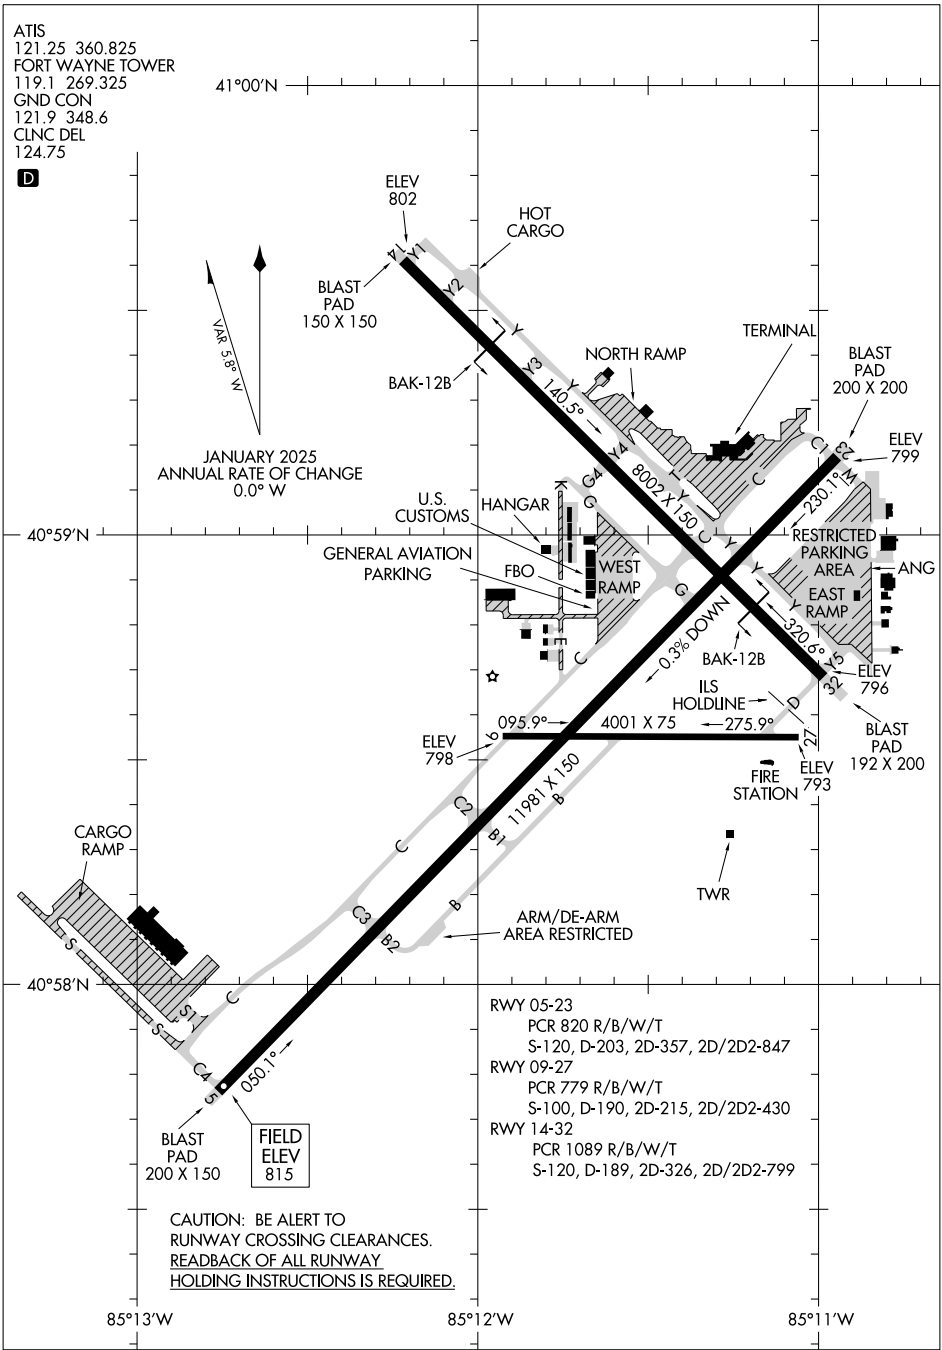 ATIS
121.25 360.825
FORT WAYNE TOWER
119.1 269.325
GND CON
121.9 348.6
CLNC DEL
124.75
D
41°00'N
ELEV
802
HOT
CARGO
14
Y1
BLAST
PAD
150 X 150
Y2
VAR 5.8° W
JANUARY 2025
ANNUAL RATE OF CHANGE
0.0° W
BAK-12B
Y
Y3
140.5°
Y
NORTH RAMP
TERMINAL
BLAST
PAD
200 X 200
ELEV
799
23
C1
W
230.1°
C
Y4
G4
G
K
8002 X 150
Y
C
U.S.
CUSTOMS
HANGAR
40°59'N
GENERAL AVIATION
PARKING
FBO
WEST
RAMP
RESTRICTED
PARKING
AREA
ANG
EAST
RAMP
Y
Y
Y
G
E
C
0.3% DOWN
BAK-12B
320.6°
Y5
32
ELEV
796
ILS
HOLDLINE
D
BLAST
PAD
192 X 200
095.9°
4001 X 75
275.9°
9
27
ELEV
798
ELEV
793
FIRE
STATION
11981 X 150
B
C2
B1
C
TWR
CARGO
RAMP
C3
B2
B
ARM/DE-ARM
AREA RESTRICTED
S
40°58'N
S1
C
S
C4
050.1°
5
BLAST
PAD
200 X 150
FIELD
ELEV
815
RWY 05-23
PCR 820 R/B/W/T
S-120, D-203, 2D-357, 2D/2D2-847
RWY 09-27
PCR 779 R/B/W/T
S-100, D-190, 2D-215, 2D/2D2-430
RWY 14-32
PCR 1089 R/B/W/T
S-120, D-189, 2D-326, 2D/2D2-799
CAUTION: BE ALERT TO
RUNWAY CROSSING CLEARANCES.
READBACK OF ALL RUNWAY
HOLDING INSTRUCTIONS IS REQUIRED.
85°13'W
85°12'W
85°11'W